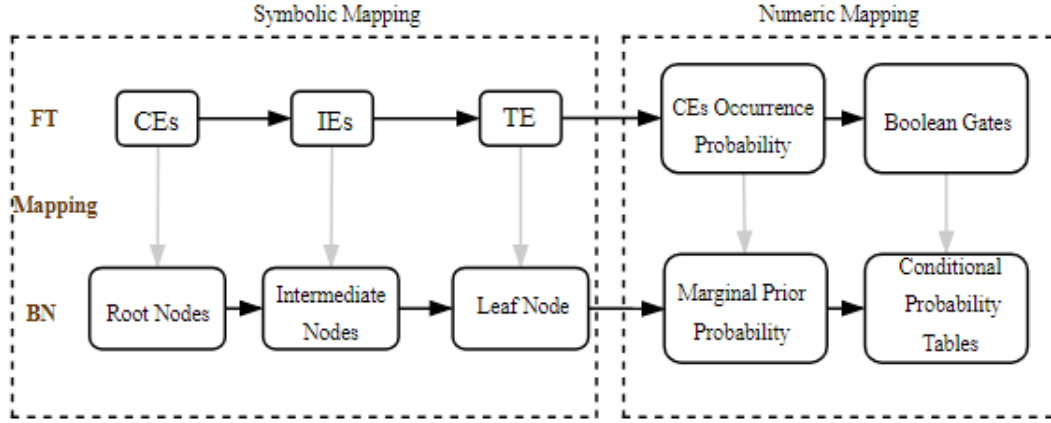 Symbolic Mapping
Numeric Mapping
FT
CEs
IEs
TE
CEs Occurrence
Probability
Boolean Gates
Mapping
BN
Root Nodes
Intermediate
Nodes
Leaf Node
Marginal Prior
Probability
Conditional
Probability
Tables